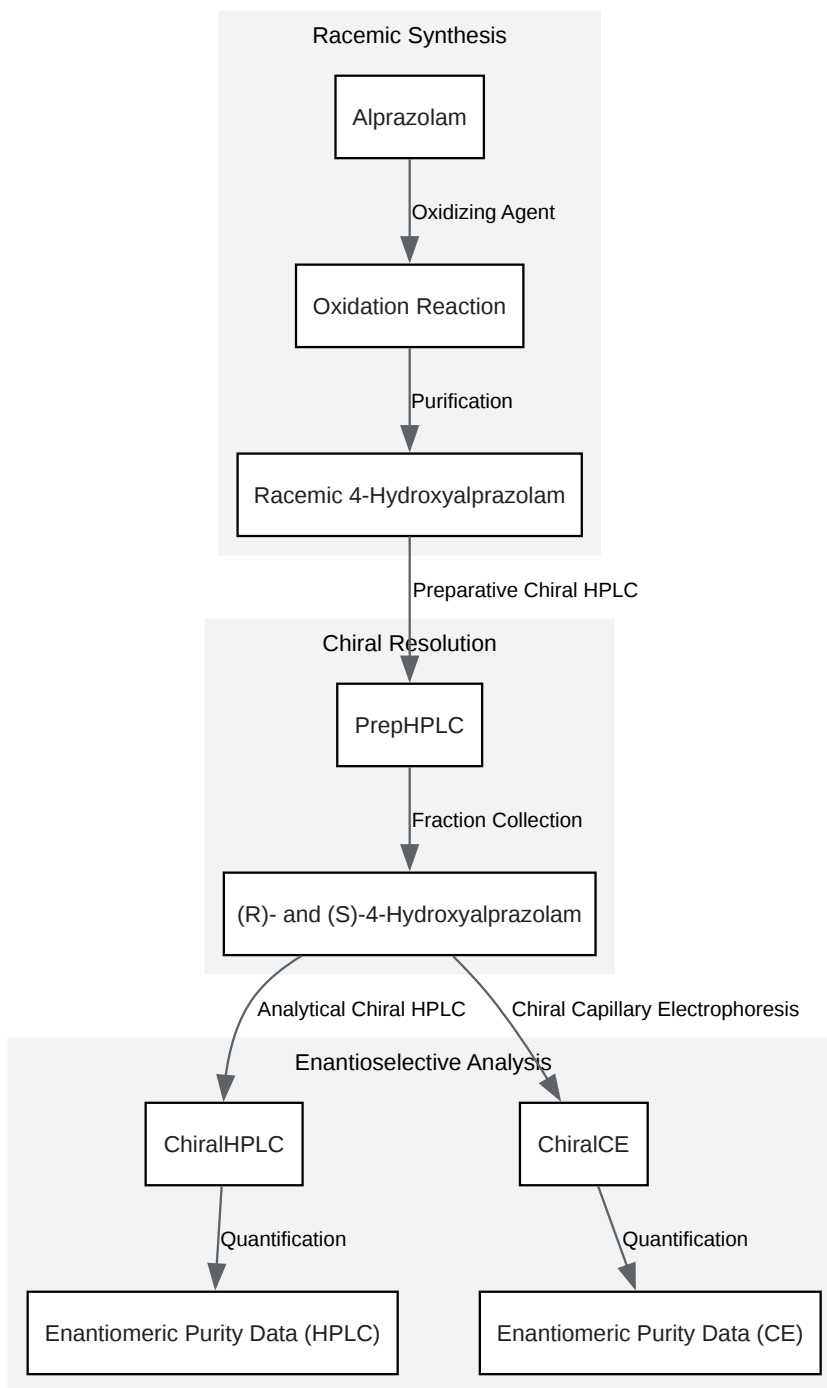 Racemic Synthesis
Alprazolam
Oxidizing Agent
Oxidation Reaction
Purification
Racemic 4-Hydroxyalprazolam
Preparative Chiral HPLC
Chiral Resolution
PrepHPLC
Fraction Collection
(R)- and (S)-4-Hydroxyalprazolam
Analytical Chiral HPLC
Chiral Capillary Electrophoresis
Enantioselective Analysis
ChiralHPLC
ChiralCE
Quantification
Quantification
Enantiomeric Purity Data (HPLC)
Enantiomeric Purity Data (CE)